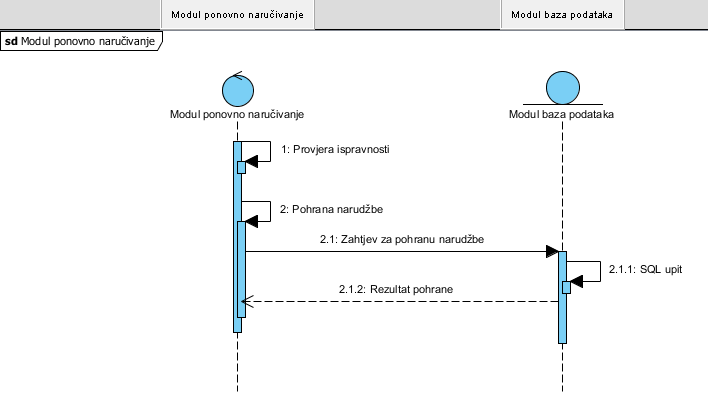 Modul ponovno naručivanje
Modul baza podataka
sd Modul ponovno naručivanje
Modul ponovno naručivanje
Modul baza podataka
1: Provjera ispravnosti
2: Pohrana narudžbe
2.1: Zahtjev za pohranu narudžbe
2.1.1: SQL upit
2.1.2: Rezultat pohrane